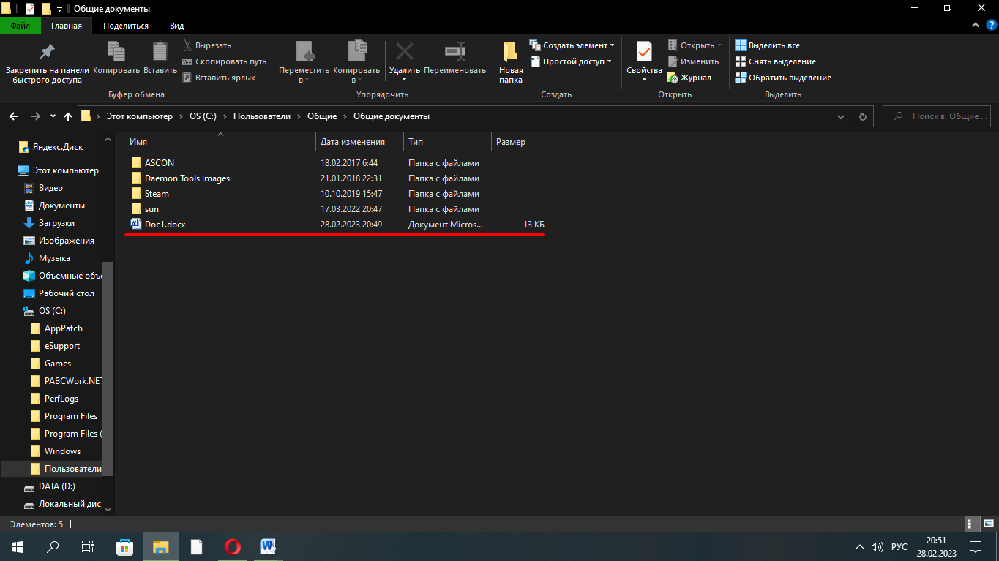 Общие документы
Файл Главная Поделиться Вид
Закрепить на панели быстрого доступа
Копировать
Вставить
Вырезать
Скопировать путь
Вставить ярлык
Буфер обмена
Переместить в
Копировать в
Удалить
Переименовать
Упорядочить
Новая папка
Создать элемент
Простой доступ
Создать
Свойства
Открыть
Изменить
Журнал
Открыть
Выделить все
Снять выделение
Обратить выделение
Выделить
Этот компьютер > OS (C:) > Пользователи > Общие > Общие документы
Поиск в: Общие ...
Яндекс.Диск
Этот компьютер
Видео
Документы
Загрузки
Изображения
Музыка
Объемные объе
Рабочий стол
OS (C:)
AppPatch
eSupport
Games
PABCWork.NET
PerfLogs
Program Files
Program Files (
Windows
Пользователи
DATA (D:)
Локальный дис
Имя Дата изменения Тип Размер
ASCON 18.02.2017 6:44 Папка с файлами
Daemon Tools Images 21.01.2018 22:31 Папка с файлами
Steam 10.10.2019 15:47 Папка с файлами
sun 17.03.2022 20:47 Папка с файлами
Doc1.docx 28.02.2023 20:49 Документ Micros... 13 КБ
Элементов: 5
РУС
20:51
28.02.2023